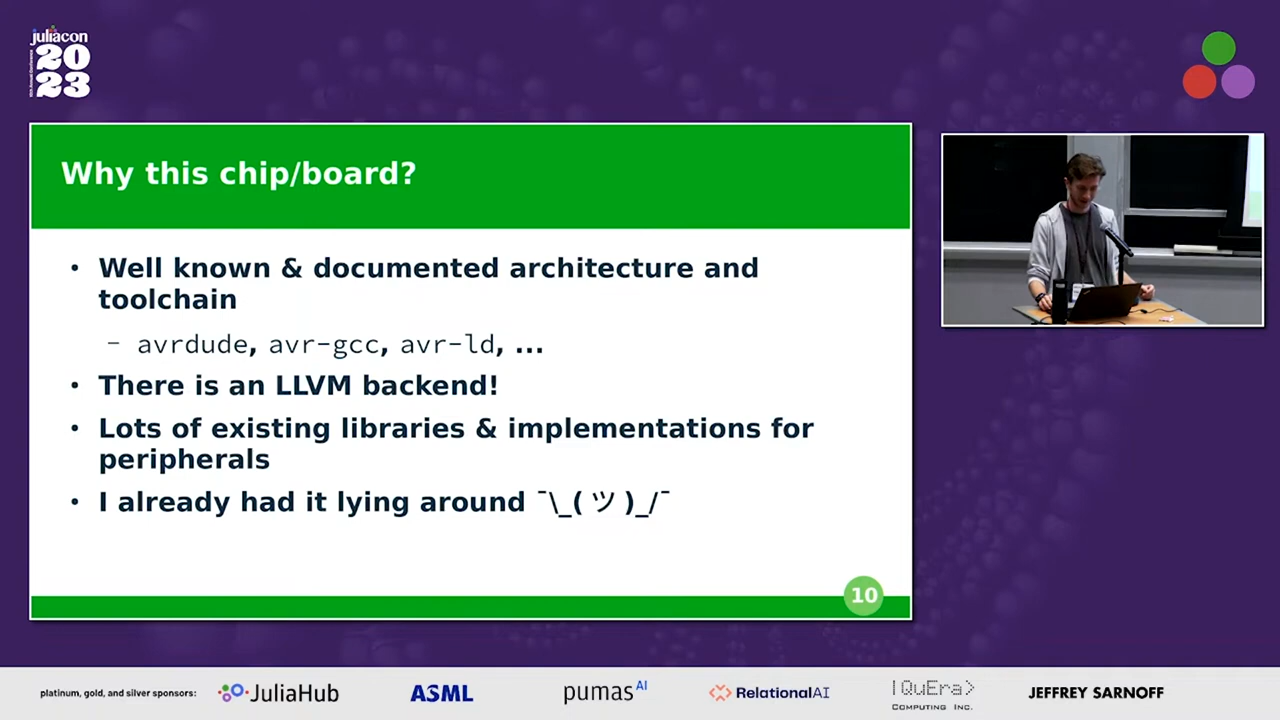 juliacon
20
23
Why this chip/board?
• Well known & documented architecture and
toolchain
– avrdude, avr-gcc, avr-ld, ...
• There is an LLVM backend!
• Lots of existing libraries & implementations for
peripherals
• I already had it lying around ¯\_(ツ)_/¯
10
platinum, gold, and silver sponsors:
JuliaHub
ASML
pumas AI
RelationalAI
|QuEra>
COMPUTING INC.
JEFFREY SARNOFF